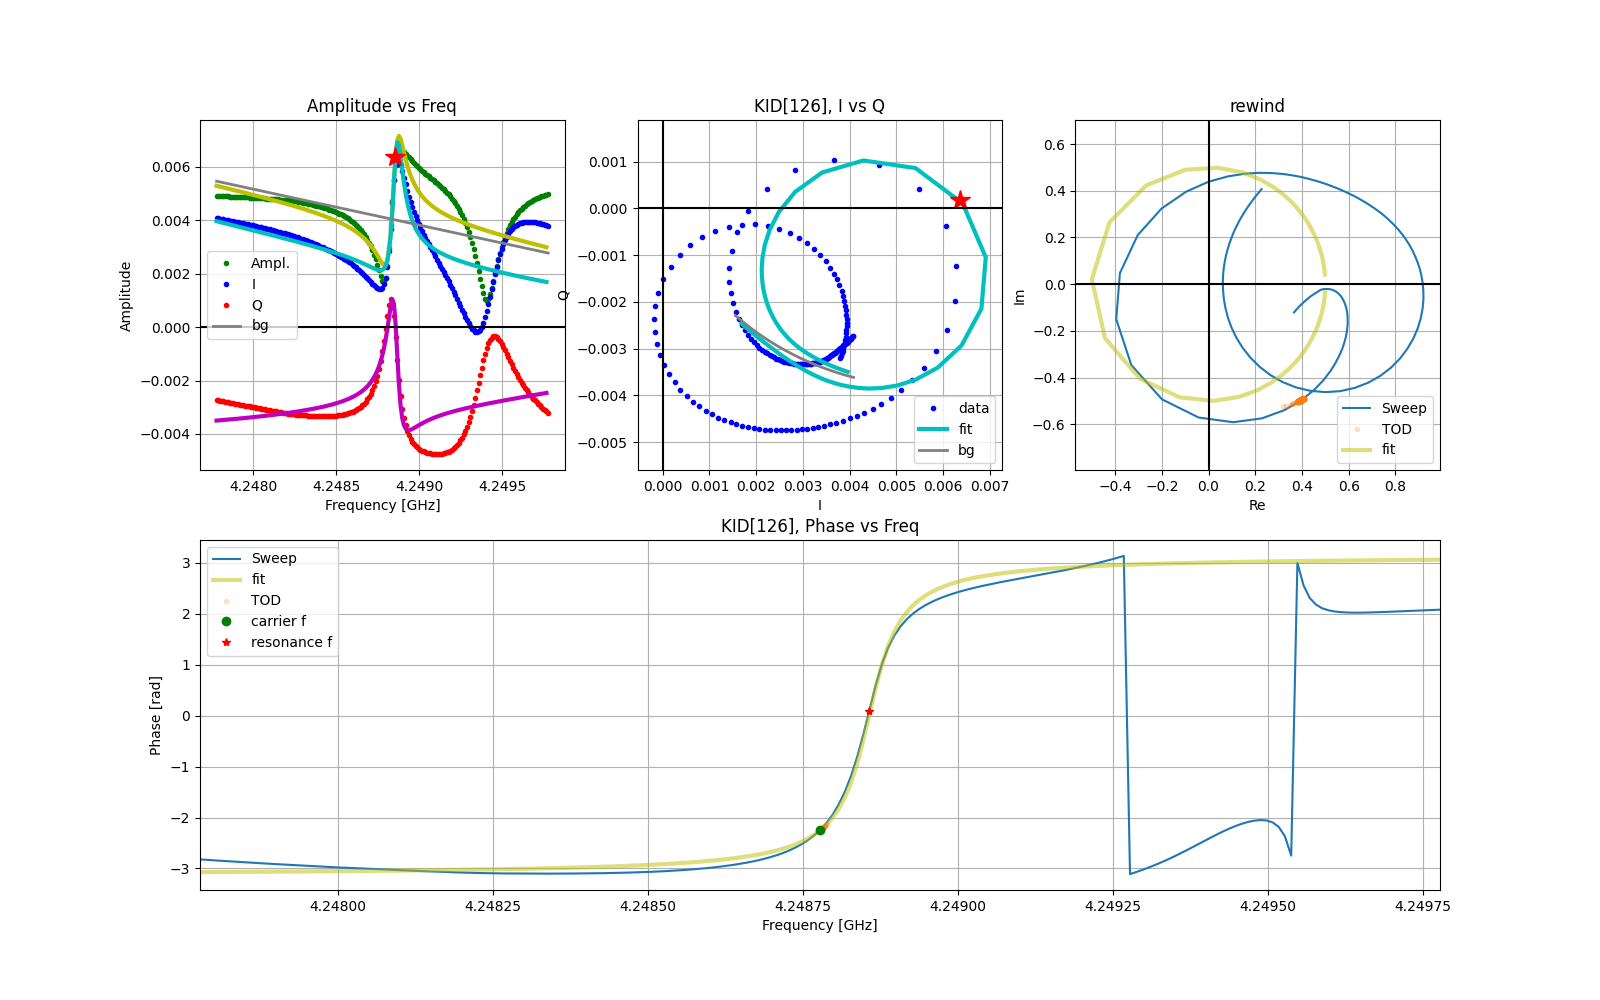 Amplitude vs Freq
Amplitude
0.006
0.004
0.002
0.000
−0.002
−0.004
Ampl.
I
Q
bg
4.2480
4.2485
4.2490
4.2495
Frequency [GHz]
KID[126], I vs Q
Q
0.001
0.000
−0.001
−0.002
−0.003
−0.004
−0.005
data
fit
bg
0.000
0.001
0.002
0.003
0.004
0.005
0.006
0.007
I
rewind
Im
0.6
0.4
0.2
0.0
−0.2
−0.4
−0.6
Sweep
TOD
fit
−0.4
−0.2
0.0
0.2
0.4
0.6
0.8
Re
KID[126], Phase vs Freq
Phase [rad]
3
2
1
0
−1
−2
−3
Sweep
fit
TOD
carrier f
resonance f
4.24800
4.24825
4.24850
4.24875
4.24900
4.24925
4.24950
4.24975
Frequency [GHz]